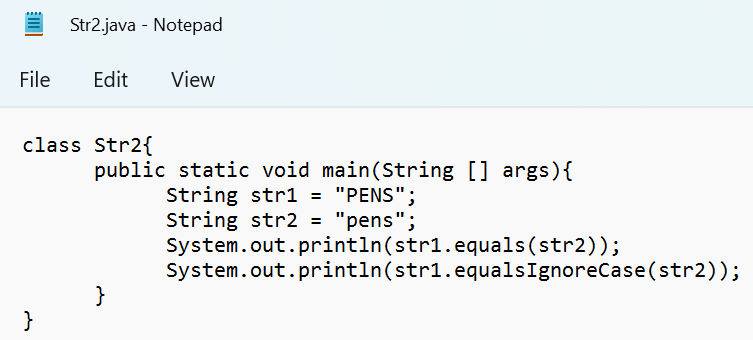 Str2.java - Notepad
File Edit View
class Str2{
public static void main(String [] args){
String str1 = "PENS";
String str2 = "pens";
System.out.println(str1.equals(str2));
System.out.println(str1.equalsIgnoreCase(str2));
}
}